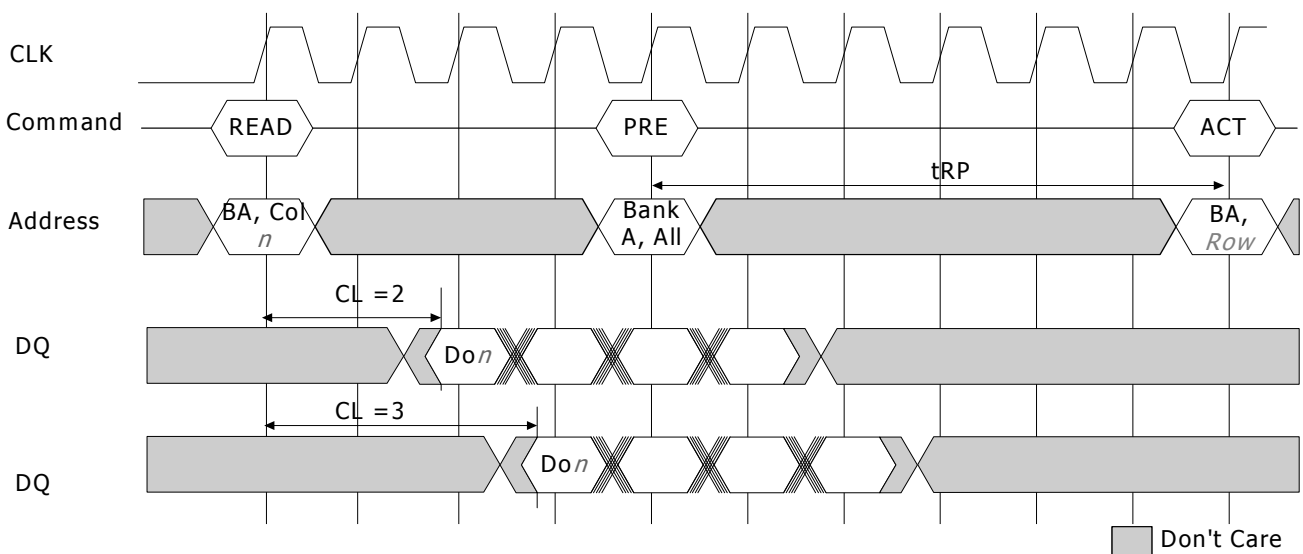 CLK
Command
READ
PRE
ACT
tRP
Address
BA, Col
n
Bank
A, All
BA,
Row
CL =2
DQ
Don
CL =3
DQ
Don
Don't Care